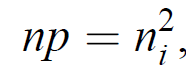 np = n_i^2,